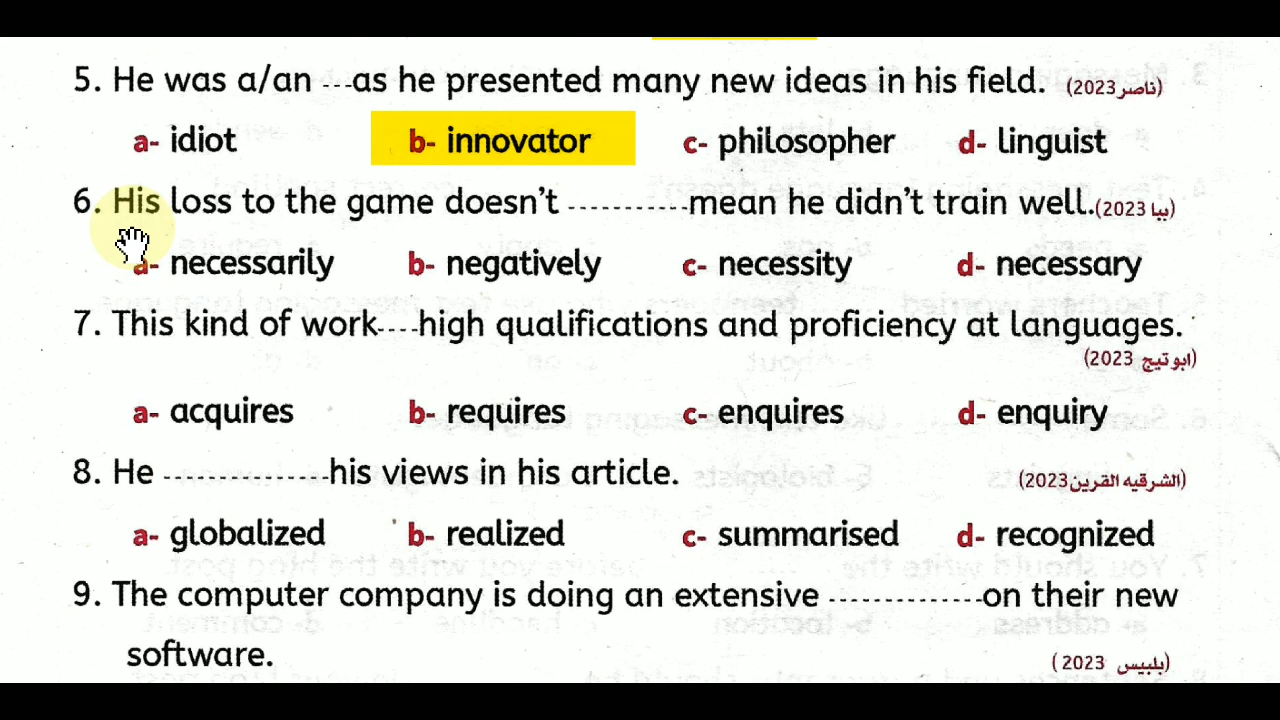 5. He was a/an ---as he presented many new ideas in his field. (ناصر 2023)
a- idiot b- innovator c- philosopher d- linguist
6. His loss to the game doesn't -----------mean he didn't train well.(ببا 2023)
a- necessarily b- negatively c- necessity d- necessary
7. This kind of work----high qualifications and proficiency at languages.
(ابو تيج 2023)
a- acquires b- requires c- enquires d- enquiry
8. He ---------------his views in his article. (الشرقيه القرين 2023)
a- globalized b- realized c- summarised d- recognized
9. The computer company is doing an extensive --------------on their new
software. (بلبيس 2023)